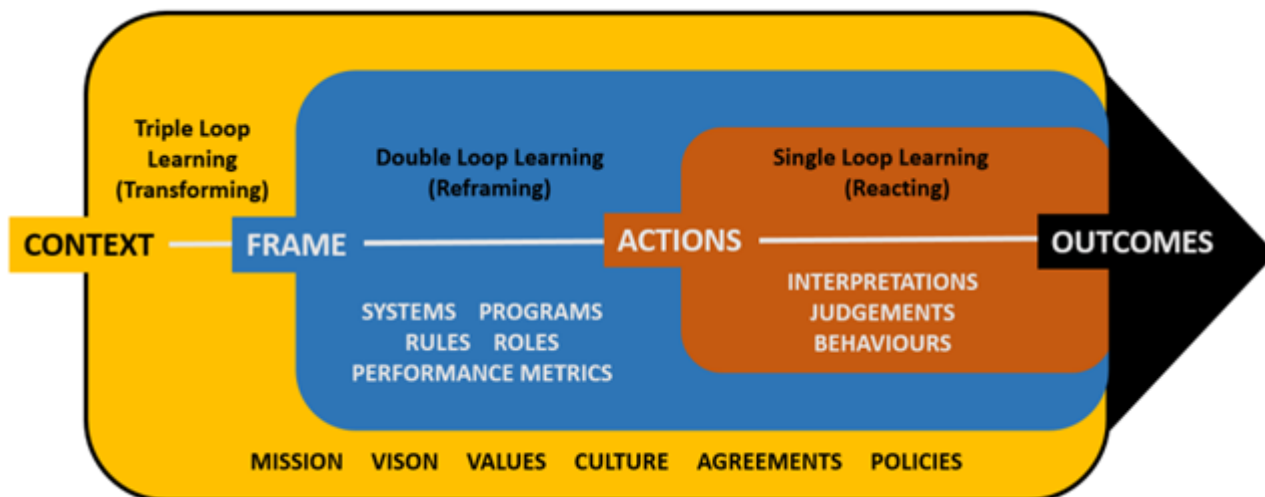 Triple Loop
Learning
(Transforming)
Double Loop Learning
(Reframing)
Single Loop Learning
(Reacting)
CONTEXT
FRAME
ACTIONS
OUTCOMES
SYSTEMS PROGRAMS
RULES ROLES
PERFORMANCE METRICS
INTERPRETATIONS
JUDGEMENTS
BEHAVIOURS
MISSION VISON VALUES CULTURE AGREEMENTS POLICIES